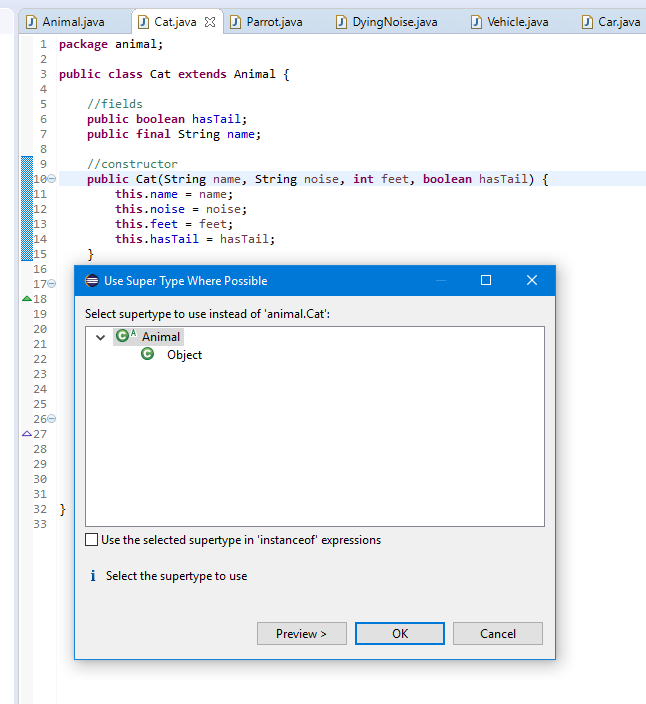 Animal.java Cat.java Parrot.java DyingNoise.java Vehicle.java Car.java
1 package animal;
2
3 public class Cat extends Animal {
4
5 //fields
6 public boolean hasTail;
7 public final String name;
8
9 //constructor
10 public Cat(String name, String noise, int feet, boolean hasTail) {
11 this.name = name;
12 this.noise = noise;
13 this.feet = feet;
14 this.hasTail = hasTail;
15 }
16
17
18
19
20
21
22
23
24
25
26
27
28
29
30
31
32 }
33
Use Super Type Where Possible
Select supertype to use instead of 'animal.Cat':
C A Animal
C Object
Use the selected supertype in 'instanceof' expressions
i Select the supertype to use
Preview > OK Cancel